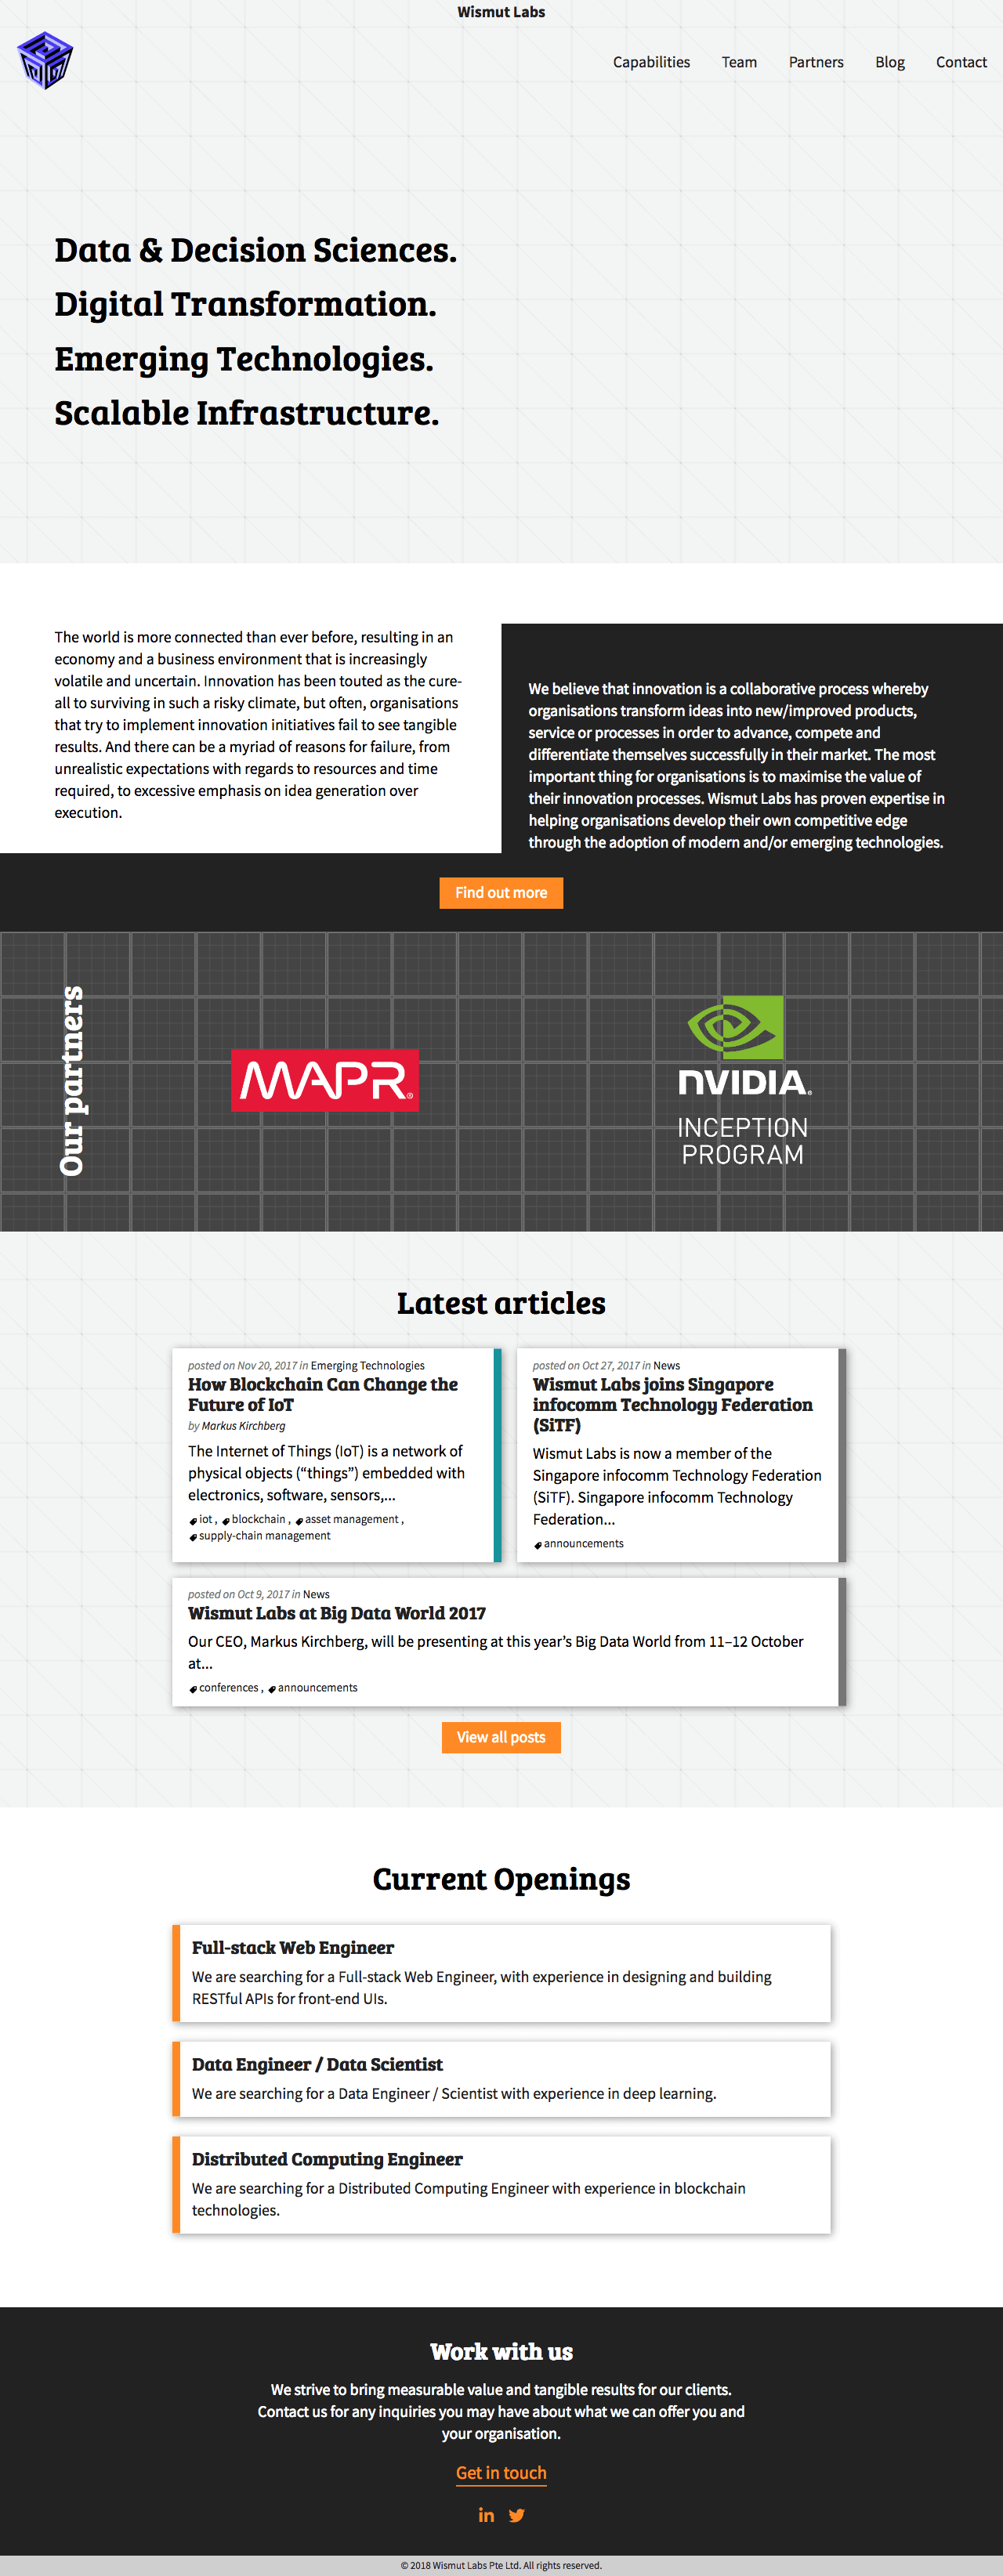 Wismut Labs
Capabilities Team Partners Blog Contact
Data & Decision Sciences.
Digital Transformation.
Emerging Technologies.
Scalable Infrastructure.
The world is more connected than ever before, resulting in an
economy and a business environment that is increasingly
volatile and uncertain. Innovation has been touted as the cure-
all to surviving in such a risky climate, but often, organisations
that try to implement innovation initiatives fail to see tangible
results. And there can be a myriad of reasons for failure, from
unrealistic expectations with regards to resources and time
required, to excessive emphasis on idea generation over
execution.
We believe that innovation is a collaborative process whereby
organisations transform ideas into new/improved products,
service or processes in order to advance, compete and
differentiate themselves successfully in their market. The most
important thing for organisations is to maximise the value of
their innovation processes. Wismut Labs has proven expertise in
helping organisations develop their own competitive edge
through the adoption of modern and/or emerging technologies.
Find out more
Our partners
MAPR®
NVIDIA®
INCEPTION
PROGRAM
Latest articles
posted on Nov 20, 2017 in Emerging Technologies
How Blockchain Can Change the
Future of IoT
by Markus Kirchberg
The Internet of Things (IoT) is a network of
physical objects (“things”) embedded with
electronics, software, sensors,...
iot , blockchain , asset management ,
supply-chain management
posted on Oct 27, 2017 in News
Wismut Labs joins Singapore
infocomm Technology Federation
(SiTF)
Wismut Labs is now a member of the
Singapore infocomm Technology Federation
(SiTF). Singapore infocomm Technology
Federation...
announcements
posted on Oct 9, 2017 in News
Wismut Labs at Big Data World 2017
Our CEO, Markus Kirchberg, will be presenting at this year’s Big Data World from 11–12 October
at...
conferences , announcements
View all posts
Current Openings
Full-stack Web Engineer
We are searching for a Full-stack Web Engineer, with experience in designing and building
RESTful APIs for front-end UIs.
Data Engineer / Data Scientist
We are searching for a Data Engineer / Scientist with experience in deep learning.
Distributed Computing Engineer
We are searching for a Distributed Computing Engineer with experience in blockchain
technologies.
Work with us
We strive to bring measurable value and tangible results for our clients.
Contact us for any inquiries you may have about what we can offer you and
your organisation.
Get in touch
© 2018 Wismut Labs Pte Ltd. All rights reserved.